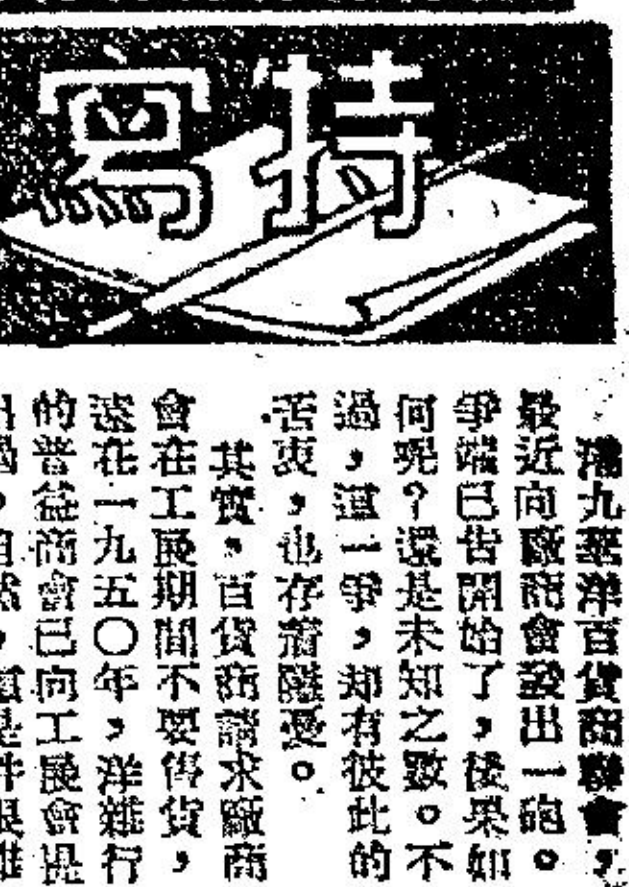 特寫
港九華洋百貨商聯會，
最近向廠商會發出一砲。
爭端已告開始了，後果如
何呢？還是未知之數。不
過，這一爭，却有彼此的
苦衷，也存着隱憂。
其實，百貨商請求廠商
會在工展期間不要售貨，
遠在一九五〇年，洋雜行
的普益商會已向工展會提